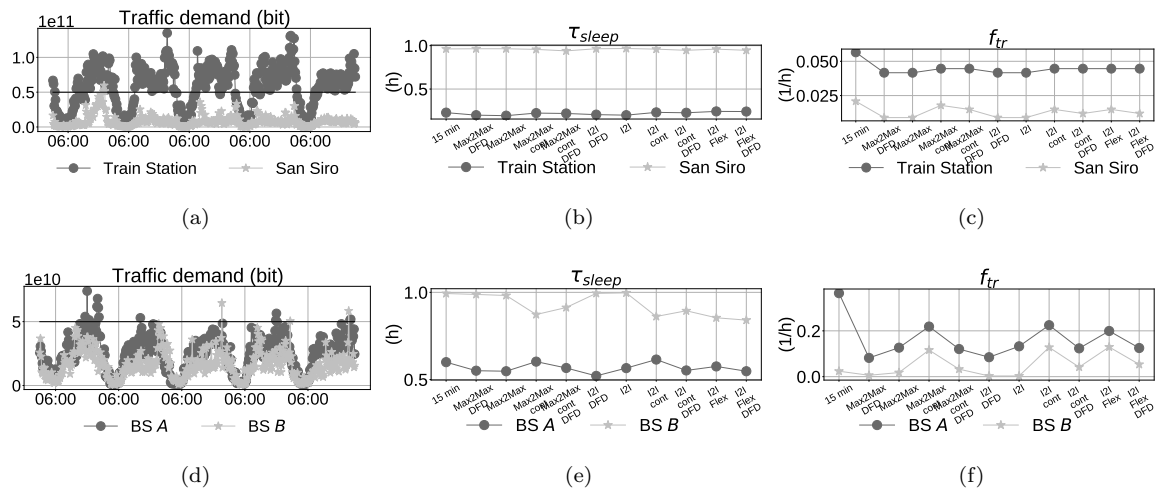 Traffic demand (bit)
1e11
1.0
0.5
0.0
06:00 06:00 06:00 06:00 06:00
Train Station San Siro
(a)
τsleep
(h)
1.0
0.5
15 min
Max2Max DFD
Max2Max
Max2Max cont
Max2Max cont DFD
I2I DFD
I2I
I2I cont
I2I cont DFD
I2I Flex
I2I Flex DFD
Train Station San Siro
(b)
ftr
(1/h)
0.050
0.025
15 min
Max2Max DFD
Max2Max
Max2Max cont
Max2Max cont DFD
I2I DFD
I2I
I2I cont
I2I cont DFD
I2I Flex
I2I Flex DFD
Train Station San Siro
(c)
Traffic demand (bit)
1e10
5
0
06:00 06:00 06:00 06:00 06:00
BS A BS B
(d)
τsleep
(h)
1.0
0.5
15 min
Max2Max DFD
Max2Max
Max2Max cont
Max2Max cont DFD
I2I DFD
I2I
I2I cont
I2I cont DFD
I2I Flex
I2I Flex DFD
BS A BS B
(e)
ftr
(1/h)
0.2
0.0
15 min
Max2Max DFD
Max2Max
Max2Max cont
Max2Max cont DFD
I2I DFD
I2I
I2I cont
I2I cont DFD
I2I Flex
I2I Flex DFD
BS A BS B
(f)